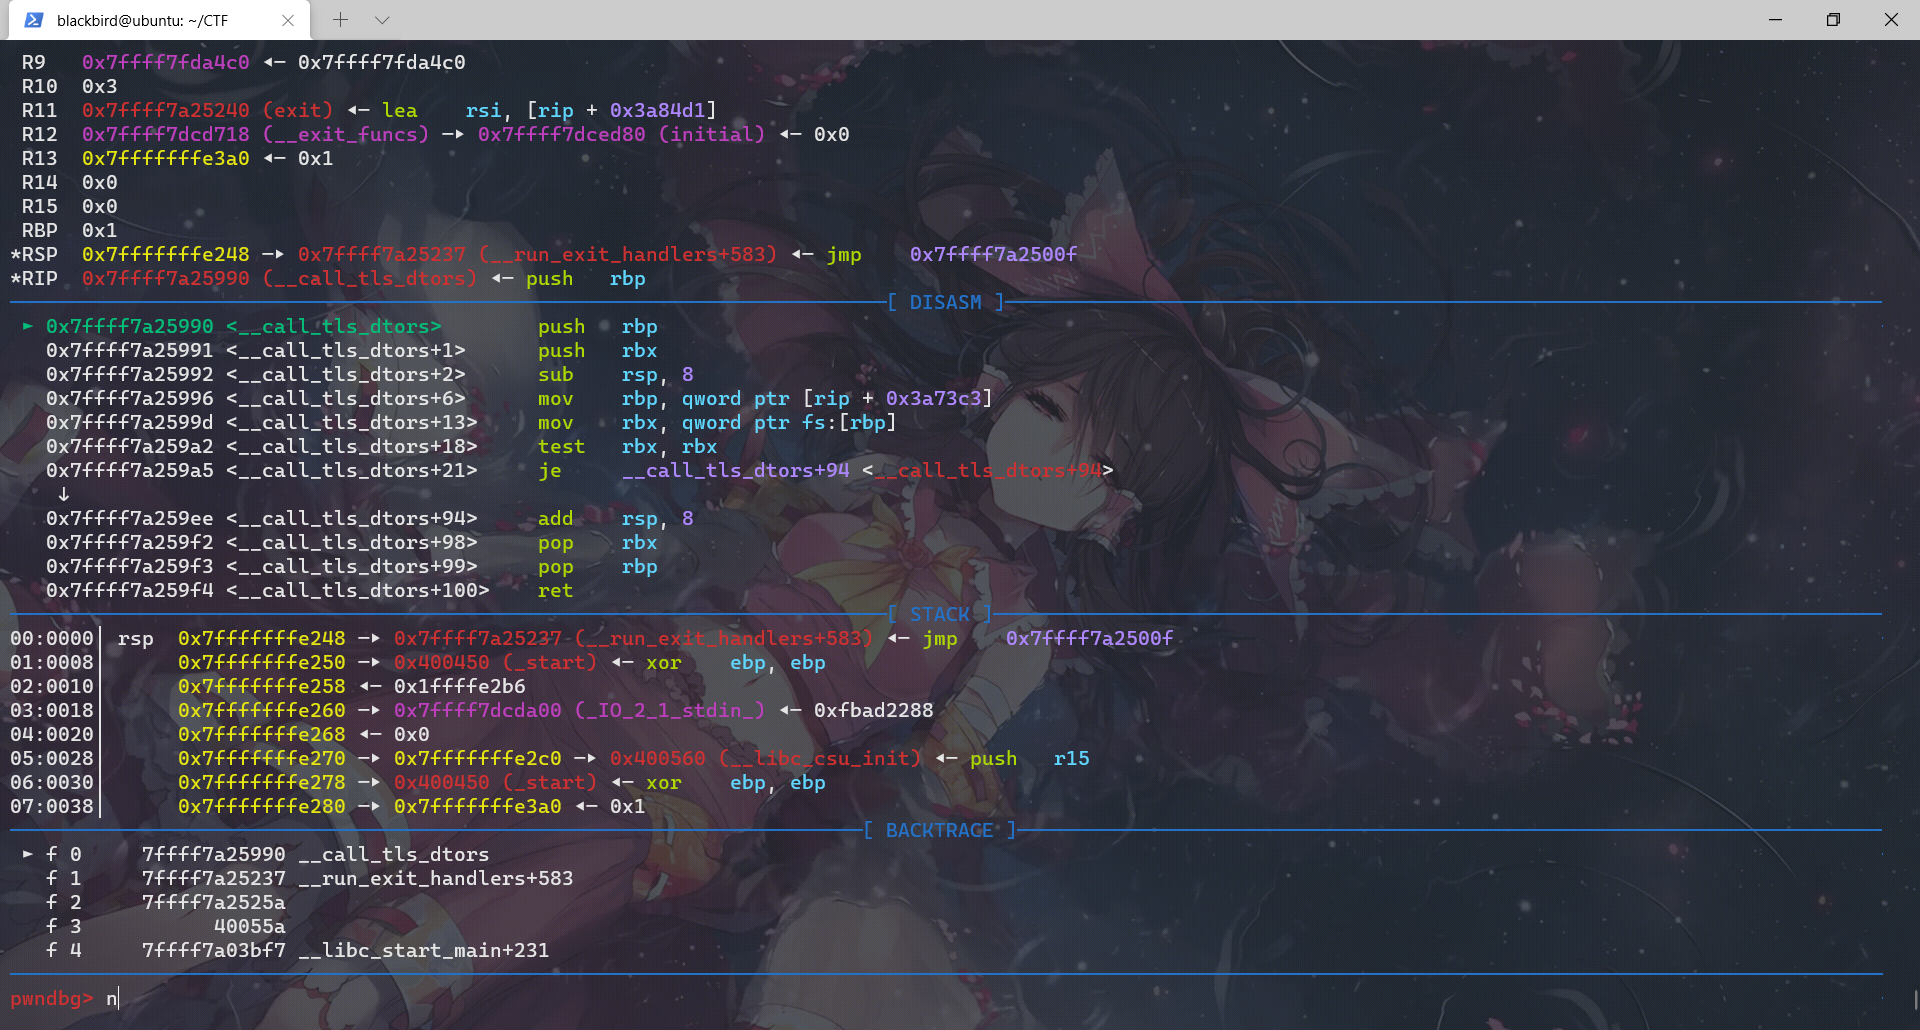 blackbird@ubuntu: ~/CTF
R9 0x7ffff7fda4c0 ◂— 0x7ffff7fda4c0
R10 0x3
R11 0x7ffff7a25240 (exit) ◂— lea rsi, [rip + 0x3a84d1]
R12 0x7ffff7dcd718 (__exit_funcs) —▸ 0x7ffff7dced80 (initial) ◂— 0x0
R13 0x7fffffffe3a0 ◂— 0x1
R14 0x0
R15 0x0
RBP 0x1
*RSP 0x7fffffffe248 —▸ 0x7ffff7a25237 (__run_exit_handlers+583) ◂— jmp 0x7ffff7a2500f
*RIP 0x7ffff7a25990 (__call_tls_dtors) ◂— push rbp
[ DISASM ]
► 0x7ffff7a25990 <__call_tls_dtors> push rbp
0x7ffff7a25991 <__call_tls_dtors+1> push rbx
0x7ffff7a25992 <__call_tls_dtors+2> sub rsp, 8
0x7ffff7a25996 <__call_tls_dtors+6> mov rbp, qword ptr [rip + 0x3a73c3]
0x7ffff7a2599d <__call_tls_dtors+13> mov rbx, qword ptr fs:[rbp]
0x7ffff7a259a2 <__call_tls_dtors+18> test rbx, rbx
0x7ffff7a259a5 <__call_tls_dtors+21> je __call_tls_dtors+94 <__call_tls_dtors+94>
↓
0x7ffff7a259ee <__call_tls_dtors+94> add rsp, 8
0x7ffff7a259f2 <__call_tls_dtors+98> pop rbx
0x7ffff7a259f3 <__call_tls_dtors+99> pop rbp
0x7ffff7a259f4 <__call_tls_dtors+100> ret
[ STACK ]
00:0000│ rsp 0x7fffffffe248 —▸ 0x7ffff7a25237 (__run_exit_handlers+583) ◂— jmp 0x7ffff7a2500f
01:0008│ 0x7fffffffe250 —▸ 0x400450 (_start) ◂— xor ebp, ebp
02:0010│ 0x7fffffffe258 ◂— 0x1ffffe2b6
03:0018│ 0x7fffffffe260 —▸ 0x7ffff7dcda00 (_IO_2_1_stdin_) ◂— 0xfbad2288
04:0020│ 0x7fffffffe268 ◂— 0x0
05:0028│ 0x7fffffffe270 —▸ 0x7fffffffe2c0 —▸ 0x400560 (__libc_csu_init) ◂— push r15
06:0030│ 0x7fffffffe278 —▸ 0x400450 (_start) ◂— xor ebp, ebp
07:0038│ 0x7fffffffe280 —▸ 0x7fffffffe3a0 ◂— 0x1
[ BACKTRACE ]
► f 0 7ffff7a25990 __call_tls_dtors
f 1 7ffff7a25237 __run_exit_handlers+583
f 2 7ffff7a2525a
f 3 40055a
f 4 7ffff7a03bf7 __libc_start_main+231
pwndbg> n